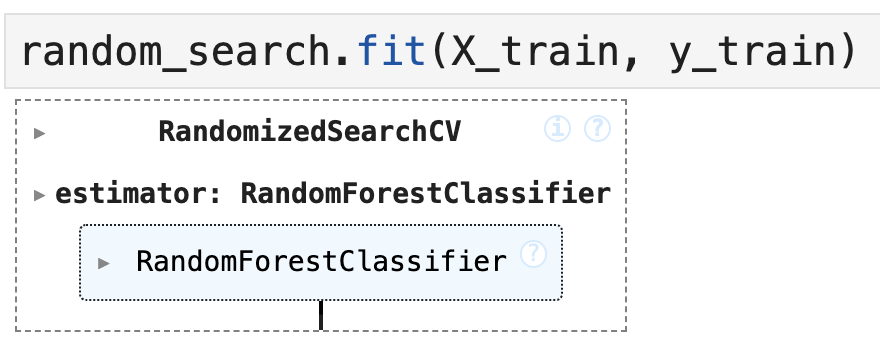 random_search.fit(X_train, y_train)
RandomizedSearchCV i ?
estimator: RandomForestClassifier
RandomForestClassifier ?